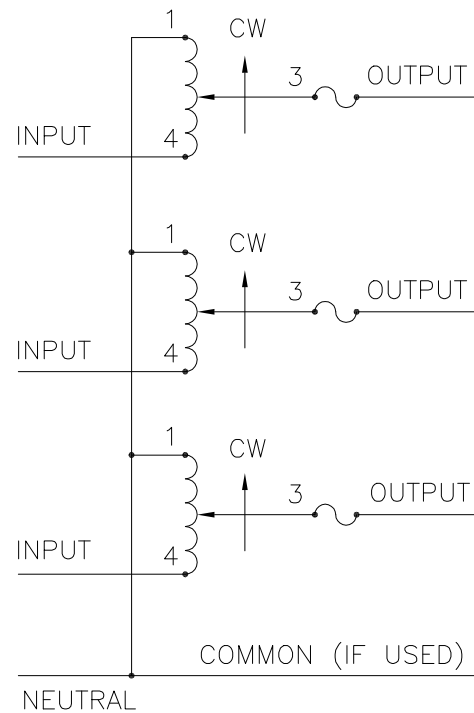 1
CW
3
OUTPUT
INPUT
4
1
CW
3
OUTPUT
INPUT
4
1
CW
3
OUTPUT
INPUT
4
COMMON (IF USED)
NEUTRAL